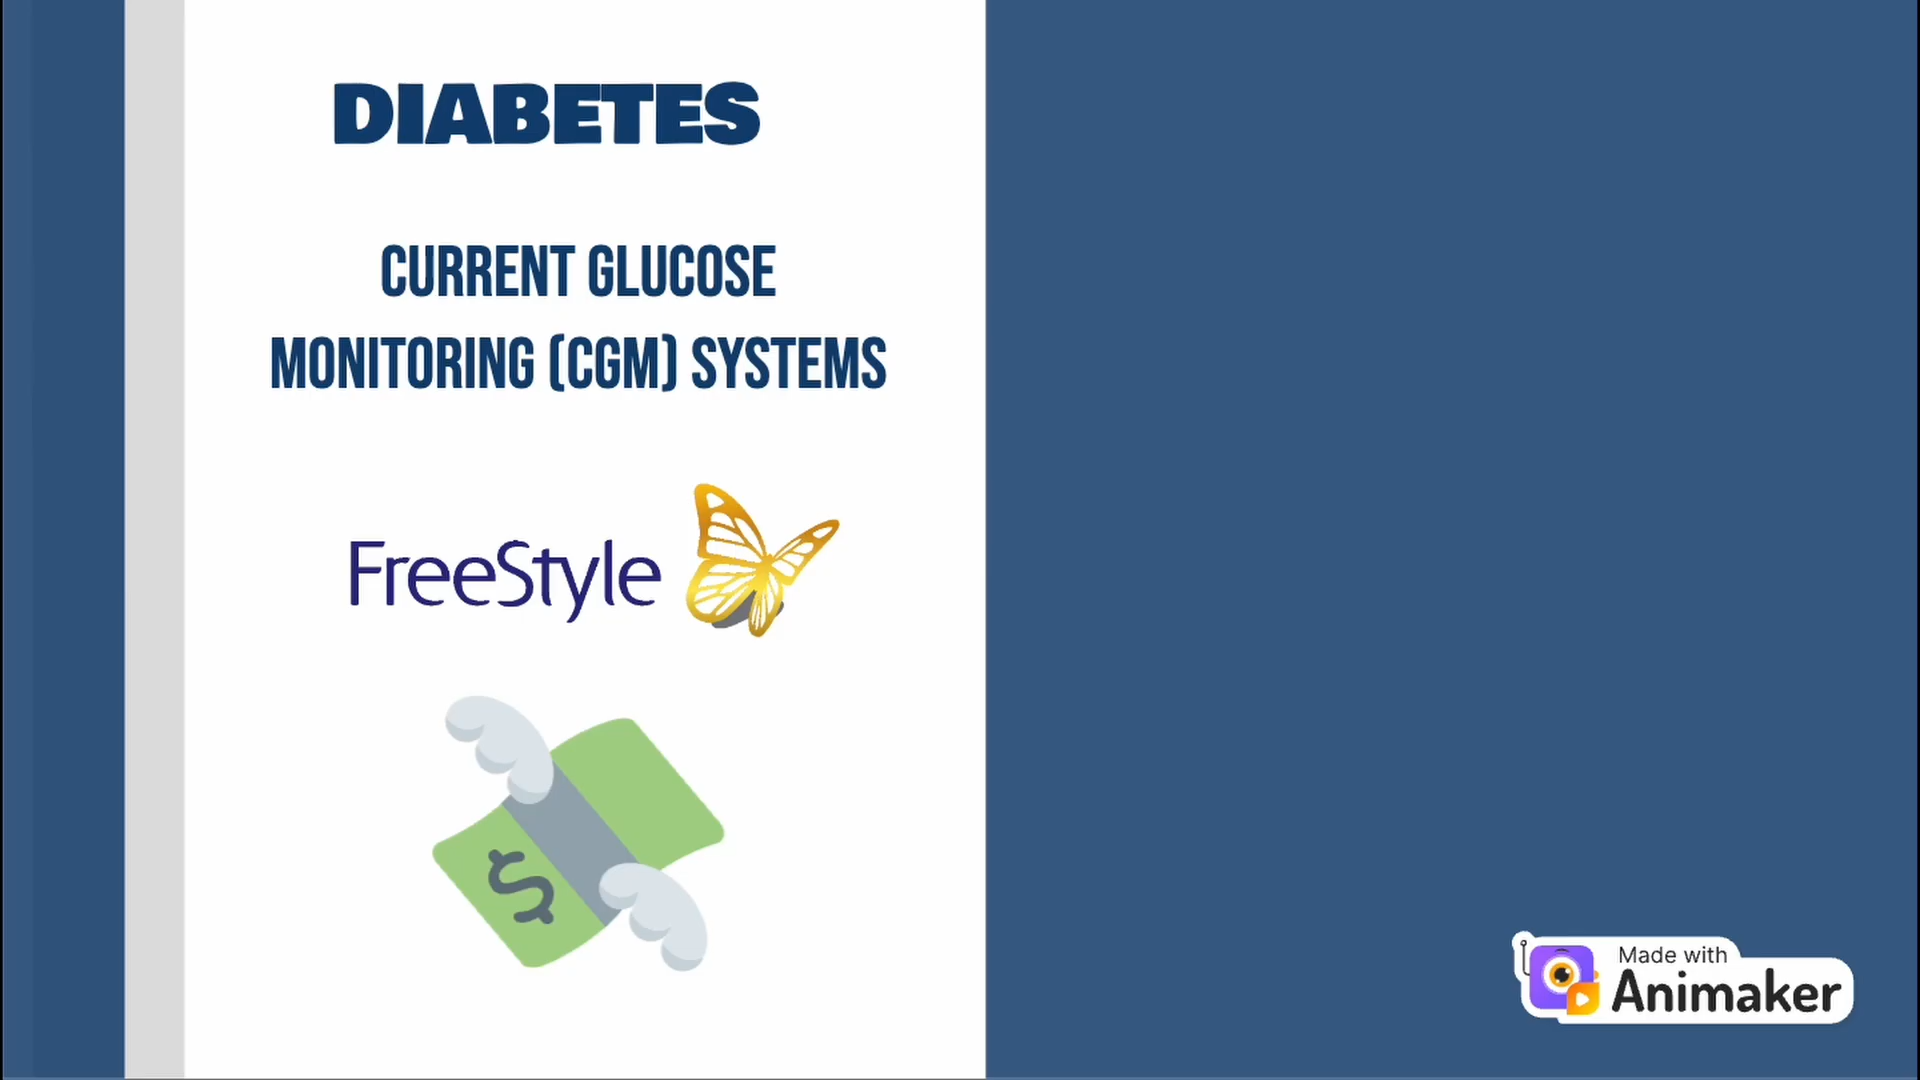 DIABETES
CURRENT GLUCOSE
MONITORING (CGM) SYSTEMS
FreeStyle
$
Made with
Animaker